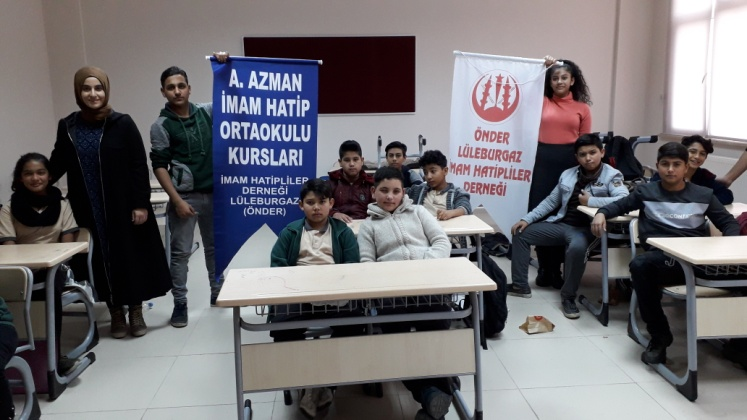 A. AZMAN
İMAM HATİP
ORTAOKULU
KURSLARI
İMAM HATİPLİLER
DERNEĞİ
LÜLEBURGAZ
(ÖNDER)
ÖNDER
LÜLEBURGAZ
İMAM HATİPLİLER
DERNEĞİ